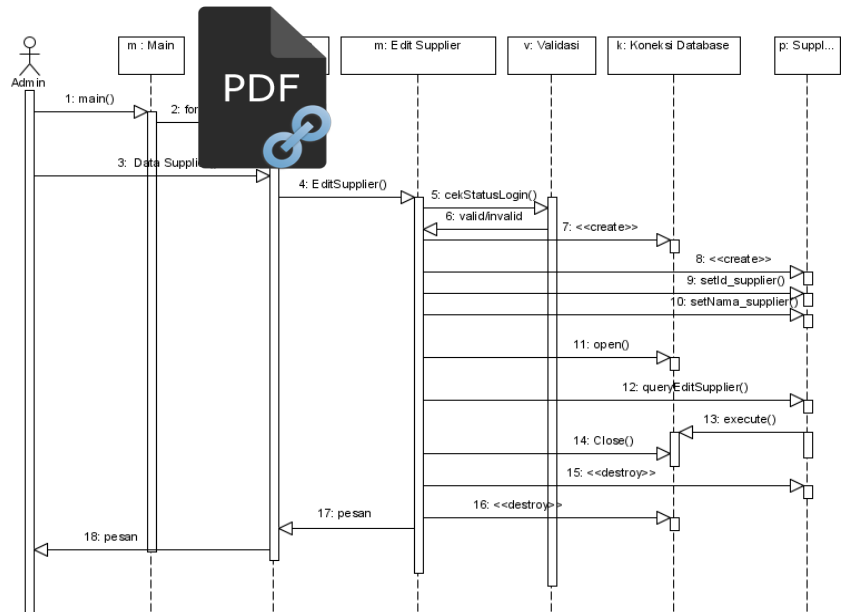 m : Main
m: Edit Supplier
v: Validasi
k: Koneksi Database
p: Suppl...
PDF
Admin
1: main()
2: for
3: Data Suppli
4: EditSupplier()
5: cekStatusLogin()
6: valid/invalid
7: <<create>>
8: <<create>>
9: setId_supplier()
10: setNama_supplier()
11: open()
12: queryEditSupplier()
13: execute()
14: Close()
15: <<destroy>>
16: <<destroy>>
17: pesan
18: pesan